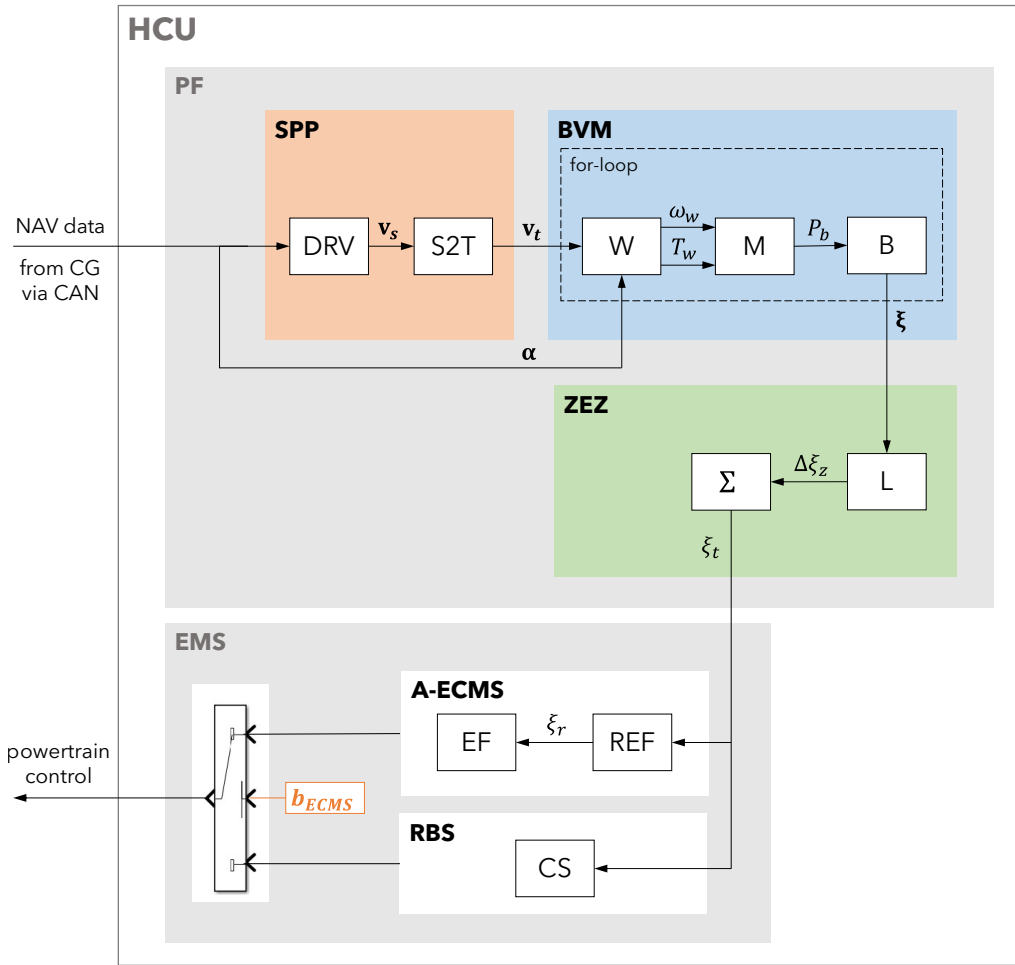 HCU
PF
SPP
BVM
for-loop
NAV data
from CG
via CAN
DRV
v_s
S2T
v_t
W
ω_w
T_w
M
P_b
B
α
ξ
ZEZ
Σ
Δξ_z
L
ξ_t
EMS
A-ECMS
EF
ξ_r
REF
powertrain
control
b_ECMS
RBS
CS